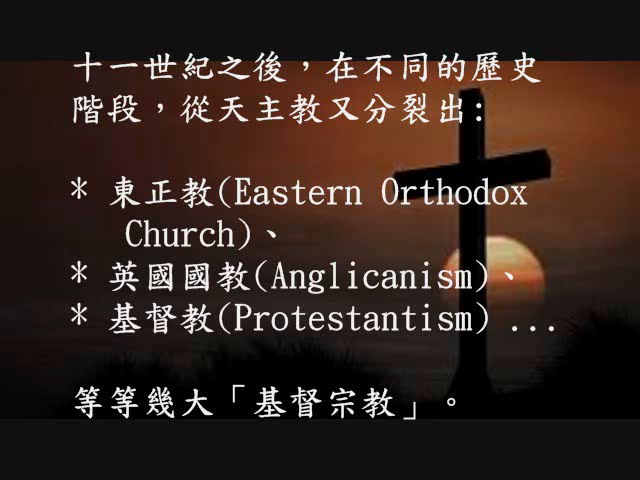 十一世紀之後，在不同的歷史
階段，從天主教又分裂出:
* 東正教(Eastern Orthodox
Church)、
* 英國國教(Anglicanism)、
* 基督教(Protestantism) ...
等等幾大「基督宗教」。